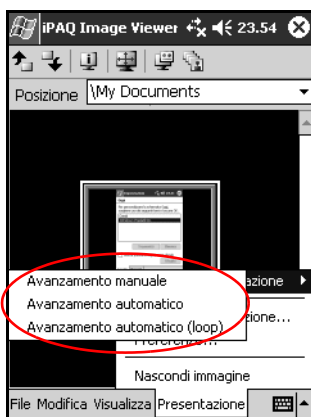 iPAQ Image Viewer 23.54
Posizione \My Documents
Avanzamento manuale
azione
Avanzamento automatico
zione...
Avanzamento automatico (loop)
Nascondi immagine
File Modifica Visualizza Presentazione